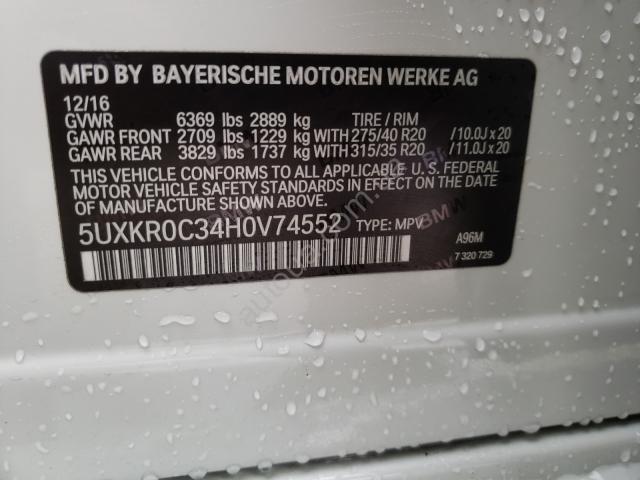 MFD BY BAYERISCHE MOTOREN WERKE AG
12/16
GVWR 6369 lbs 2889 kg TIRE / RIM
GAWR FRONT 2709 lbs 1229 kg WITH 275/40 R20 /10.0J x 20
GAWR REAR 3829 lbs 1737 kg WITH 315/35 R20 /11.0J x 20
THIS VEHICLE CONFORMS TO ALL APPLICABLE U. S. FEDERAL
MOTOR VEHICLE SAFETY STANDARDS IN EFFECT ON THE DATE
OF MANUFACTURE SHOWN ABOVE.
5UXKR0C34H0V74552 TYPE: MPV A96M
7 320 729